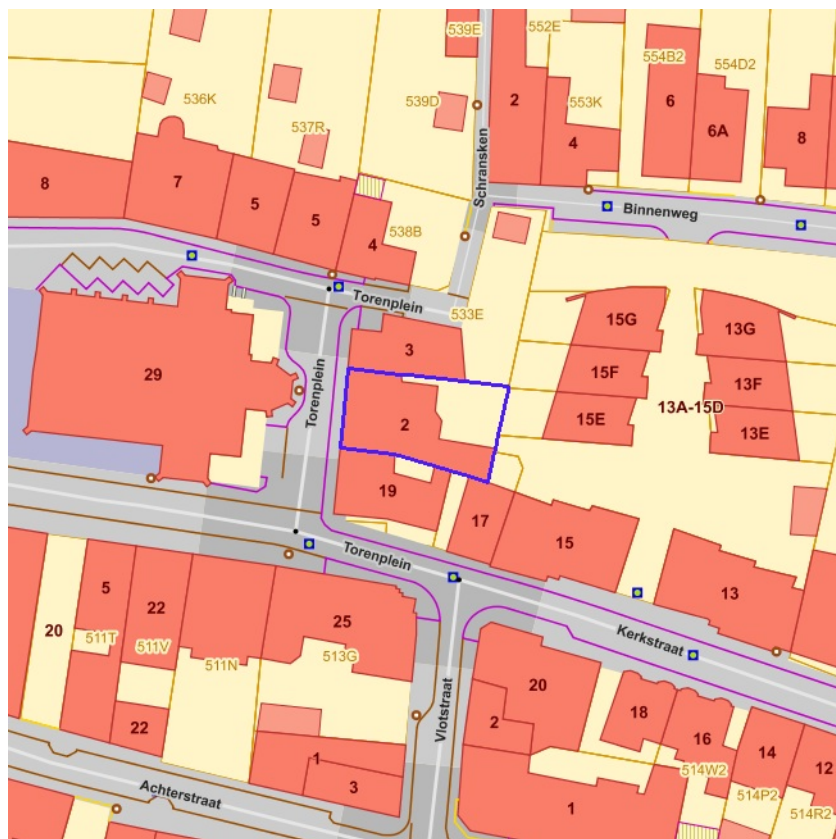 539E
552E
536K
554B2
554D2
539D
553K
537R
2
6
6A
4
8
8
7
5
5
4
538B
Schransken
Binnenweg
Torenplein
533E
15G
13G
3
29
Torenplein
15F
13F
13A-15D
15E
13E
2
19
17
15
Torenplein
13
Kerkstraat
20
5
22
25
511T
511V
511N
513G
20
2
18
16
14
12
514W2
514P2
514R2
Vlotstraat
22
1
3
1
Achterstraat